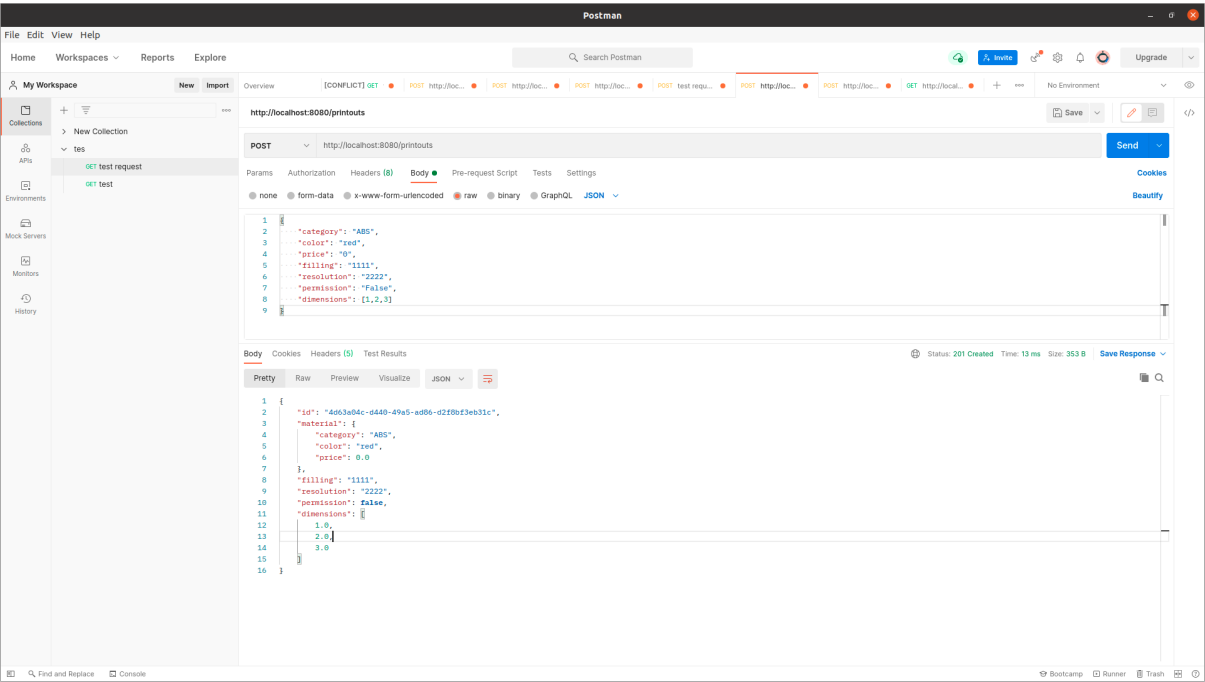 Postman
File Edit View Help
Home Workspaces Reports Explore Search Postman Invite Upgrade
My Workspace New Import Overview [CONFLICT] GET POST http://loc... POST http://loc... POST http://loc... POST test requ... POST http://loc... POST http://loc... GET http://local... No Environment
Collections
APIs
Environments
Mock Servers
Monitors
History
New Collection
tes
GET test request
GET test
http://localhost:8080/printouts Save
POST http://localhost:8080/printouts Send
Params Authorization Headers (8) Body Pre-request Script Tests Settings Cookies
none form-data x-www-form-urlencoded raw binary GraphQL JSON Beautify
1 {
2 "category": "ABS",
3 "color": "red",
4 "price": "0",
5 "filling": "1111",
6 "resolution": "2222",
7 "permission": "False",
8 "dimensions": [1,2,3]
9 }
Body Cookies Headers (5) Test Results Status: 201 Created Time: 13 ms Size: 353 B Save Response
Pretty Raw Preview Visualize JSON
1 {
2 "id": "4d63a04c-d440-49a5-ad86-d2f8bf3eb31c",
3 "material": {
4 "category": "ABS",
5 "color": "red",
6 "price": 0.0
7 },
8 "filling": "1111",
9 "resolution": "2222",
10 "permission": false,
11 "dimensions": [
12 1.0,
13 2.0,
14 3.0
15 ]
16 }
Find and Replace Console Bootcamp Runner Trash